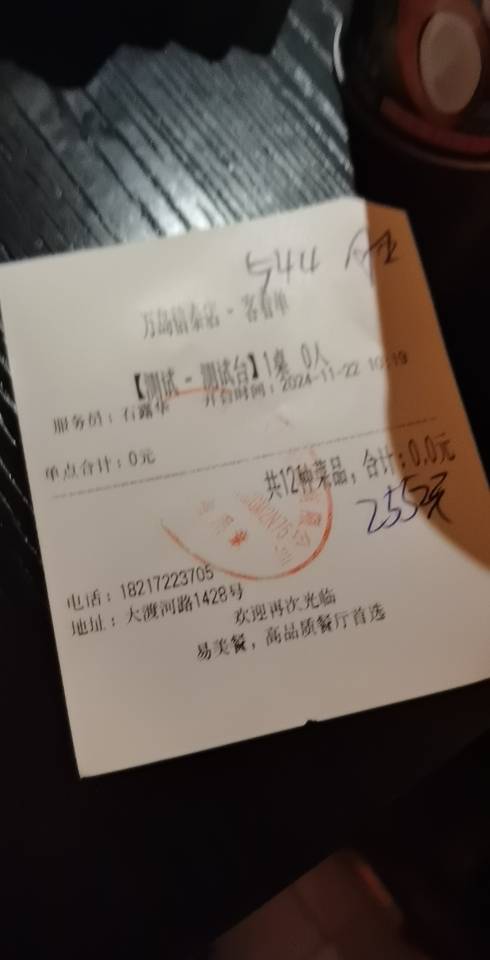 万岛信泰店 - 客看单
【测试 - 测试台】1桌 0人
服务员：石露华 开台时间：2024-11-22 10:19
单点合计：0元
共12种菜品，合计：0.0元
2552元
电话：18217223705
地址：大渡河路1428号
欢迎再次光临
易美餐，高品质餐厅首选